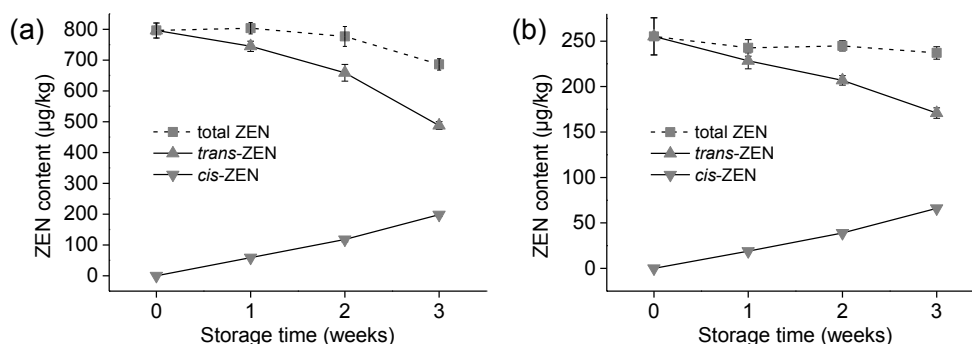 (a)
ZEN content (µg/kg)
800
700
600
500
400
300
200
100
0
total ZEN
trans-ZEN
cis-ZEN
0 1 2 3
Storage time (weeks)
(b)
ZEN content (µg/kg)
250
200
150
100
50
0
total ZEN
trans-ZEN
cis-ZEN
0 1 2 3
Storage time (weeks)